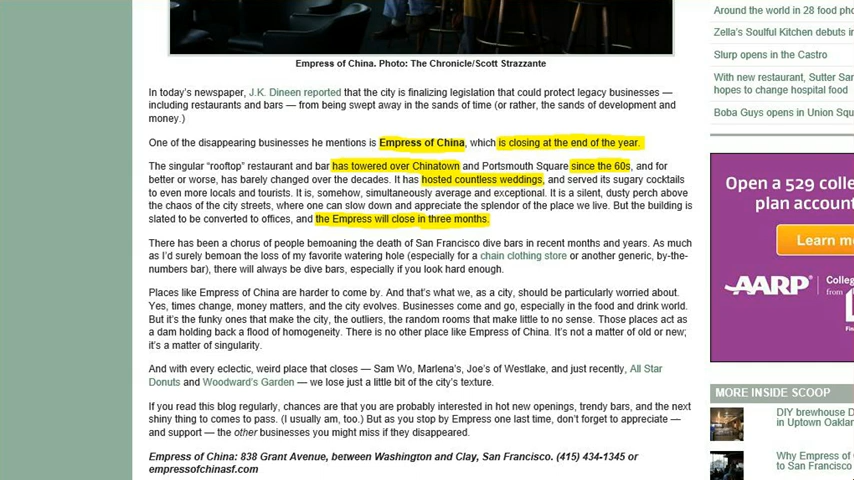 Empress of China. Photo: The Chronicle/Scott Strazzante
In today's newspaper, J.K. Dineen reported that the city is finalizing legislation that could protect legacy businesses —
including restaurants and bars — from being swept away in the sands of time (or rather, the sands of development and
money.)
One of the disappearing businesses he mentions is Empress of China, which is closing at the end of the year.
The singular "rooftop" restaurant and bar has towered over Chinatown and Portsmouth Square since the 60s, and for
better or worse, has barely changed over the decades. It has hosted countless weddings, and served its sugary cocktails
to even more locals and tourists. It is, somehow, simultaneously average and exceptional. It is a silent, dusty perch above
the chaos of the city streets, where one can slow down and appreciate the splendor of the place we live. But the building is
slated to be converted to offices, and the Empress will close in three months.
There has been a chorus of people bemoaning the death of San Francisco dive bars in recent months and years. As much
as I'd surely bemoan the loss of my favorite watering hole (especially for a chain clothing store or another generic, by-the-
numbers bar), there will always be dive bars, especially if you look hard enough.
Places like Empress of China are harder to come by. And that's what we, as a city, should be particularly worried about.
Yes, times change, money matters, and the city evolves. Businesses come and go, especially in the food and drink world.
But it's the funky ones that make the city, the outliers, the random rooms that make little to no sense. Those places act as
a dam holding back a flood of homogeneity. There is no other place like Empress of China. It's not a matter of old or new;
it's a matter of singularity.
And with every eclectic, weird place that closes — Sam Wo, Marlena's, Joe's of Westlake, and just recently, All Star
Donuts and Woodward's Garden — we lose just a little bit of the city's texture.
If you read this blog regularly, chances are that you are probably interested in hot new openings, trendy bars, and the next
shiny thing to comes to pass. (I usually am, too.) But as you stop by Empress one last time, don't forget to appreciate —
and support — the other businesses you might miss if they disappeared.
Empress of China: 838 Grant Avenue, between Washington and Clay, San Francisco. (415) 434-1345 or
empressofchinasf.com
Around the world in 28 food pho
Zella's Soulful Kitchen debuts i
Slurp opens in the Castro
With new restaurant, Sutter Sa
hopes to change hospital food
Boba Guys opens in Union Squ
Open a 529 colle
plan accoun
Learn m
AARP
Colleg
from
Fin
MORE INSIDE SCOOP
DIY brewhouse D
in Uptown Oaklan
Why Empress of
to San Francisco